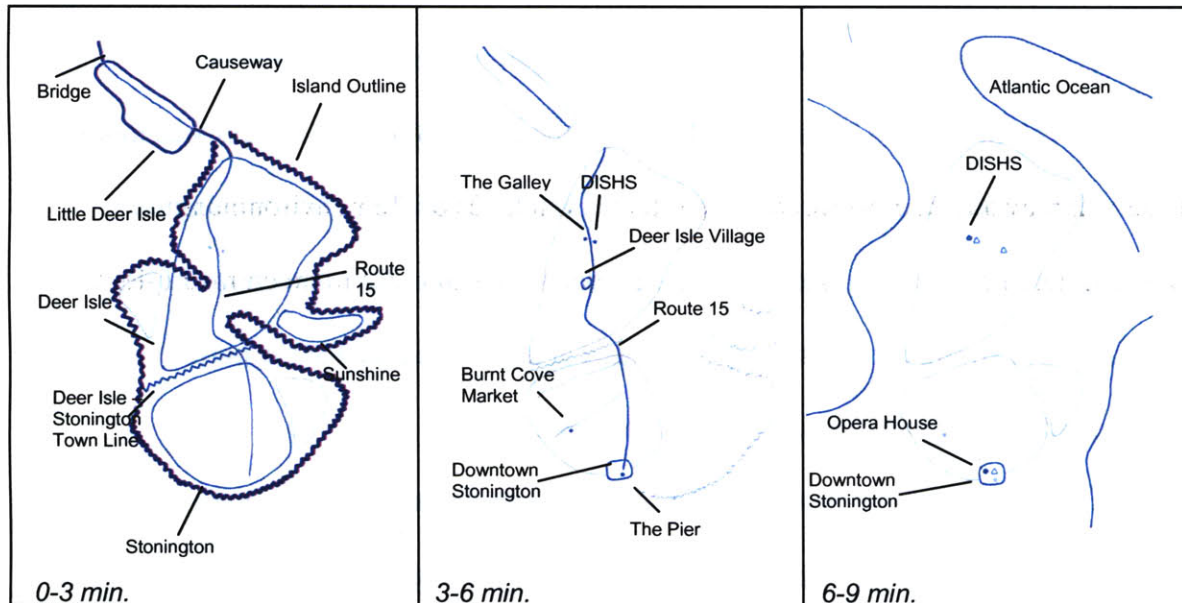 Bridge
Causeway
Island Outline
Little Deer Isle
Route
15
Deer Isle
Sunshine
Deer Isle -
Stonington
Town Line
Stonington
0-3 min.
The Galley
DISHS
Deer Isle Village
Route 15
Burnt Cove
Market
Downtown
Stonington
The Pier
3-6 min.
Atlantic Ocean
DISHS
Opera House
Downtown
Stonington
6-9 min.